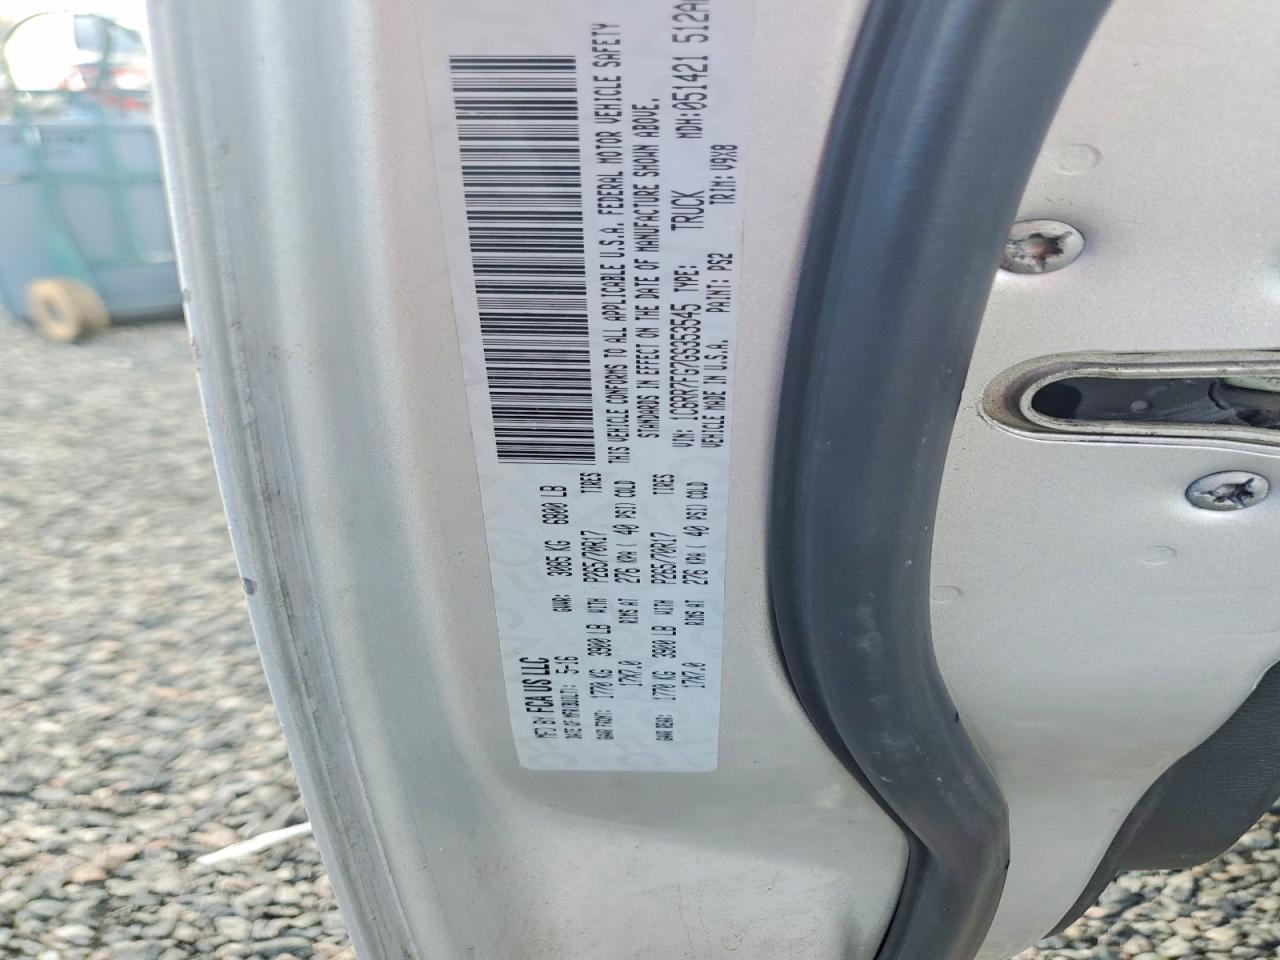 MFD BY FCA US LLC
DATE OF MFR/BUILT: 5-16 GVWR: 3085 KG 6800 LB
GAWR FRONT: 1770 KG 3900 LB WITH P265/70R17 TIRES
17X7.0 RIMS AT 276 KPA ( 40 PSI) COLD
GAWR REAR: 1770 KG 3900 LB WITH P265/70R17 TIRES
17X7.0 RIMS AT 276 KPA ( 40 PSI) COLD
THIS VEHICLE CONFORMS TO ALL APPLICABLE U.S.A. FEDERAL MOTOR VEHICLE SAFETY
STANDARDS IN EFFECT ON THE DATE OF MANUFACTURE SHOWN ABOVE.
VIN: 1C6RR7FG7GS353545 TYPE: TRUCK MDH:051421 512A
VEHICLE MADE IN U.S.A. PAINT: PS2 TRIM: V9X8